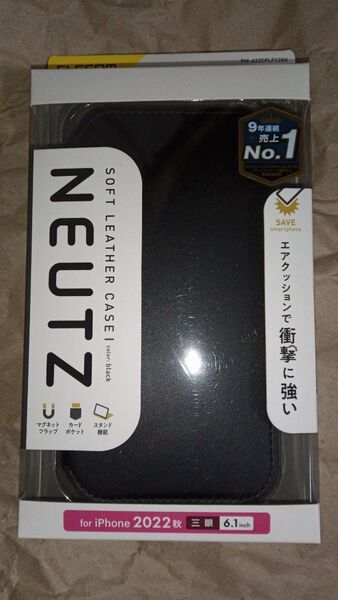 ELECOM
PM-A22CPLFY2BK
9年連続
売上
No.1
SAVE
smartphone
エアクッションで衝撃に強い
SOFT LEATHER CASE
color: black
NEUTZ
マグネット
フラップ
カード
ポケット
スタンド
機能
for iPhone 2022秋 三眼 6.1inch